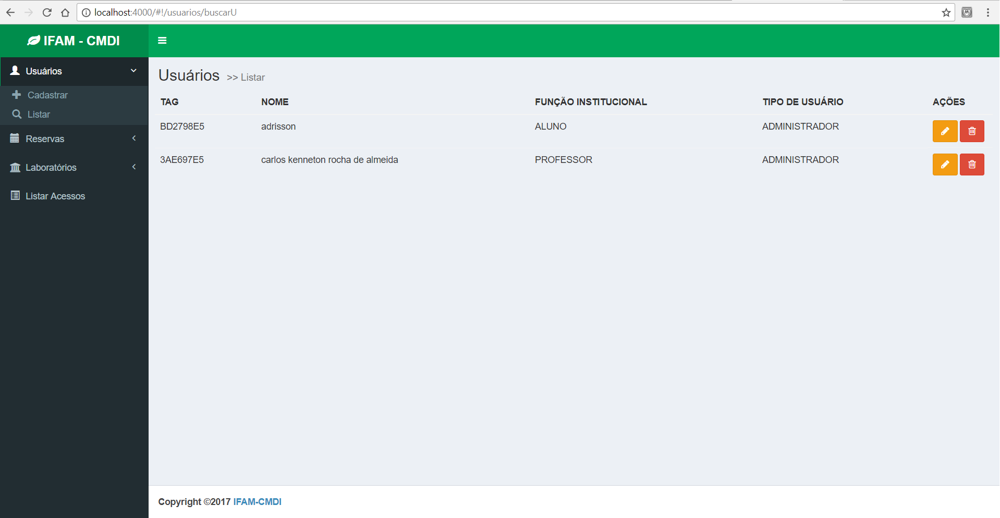 localhost:4000/#!/usuarios/buscarU
IFAM - CMDI
Usuários
Cadastrar
Listar
Reservas
Laboratórios
Listar Acessos
Usuários >> Listar
TAG NOME FUNÇÃO INSTITUCIONAL TIPO DE USUÁRIO AÇÕES
BD2798E5 adrisson ALUNO ADMINISTRADOR
3AE697E5 carlos kenneton rocha de almeida PROFESSOR ADMINISTRADOR
Copyright ©2017 IFAM-CMDI